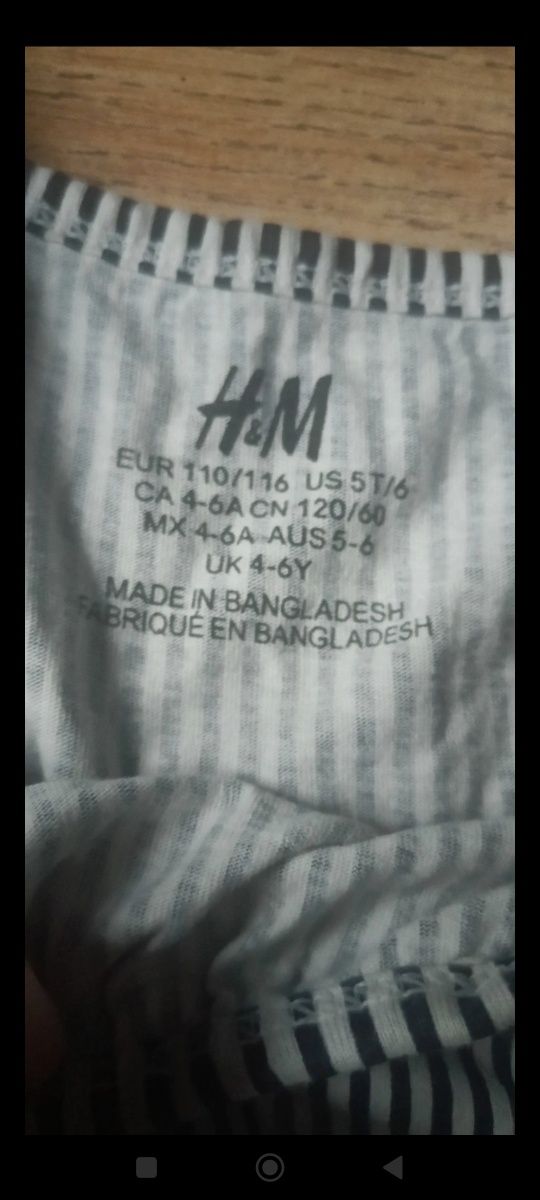 H&M
EUR 110/116 US 5T/6
CA 4-6A CN 120/60
MX 4-6A AUS 5-6
UK 4-6Y
MADE IN BANGLADESH
FABRIQUÉ EN BANGLADESH